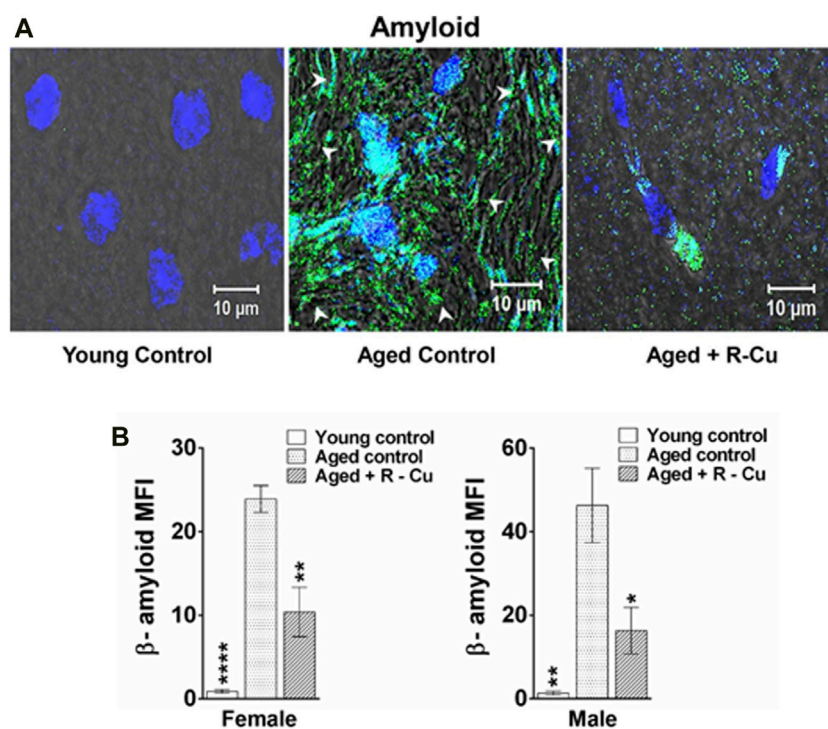 A
Amyloid
10 μm
10 μm
10 μm
Young Control
Aged Control
Aged + R-Cu
B
Young control
Aged control
Aged + R - Cu
β- amyloid MFI
30
20
10
0
****
**
Female
Young control
Aged control
Aged + R - Cu
β- amyloid MFI
60
40
20
0
**
*
Male